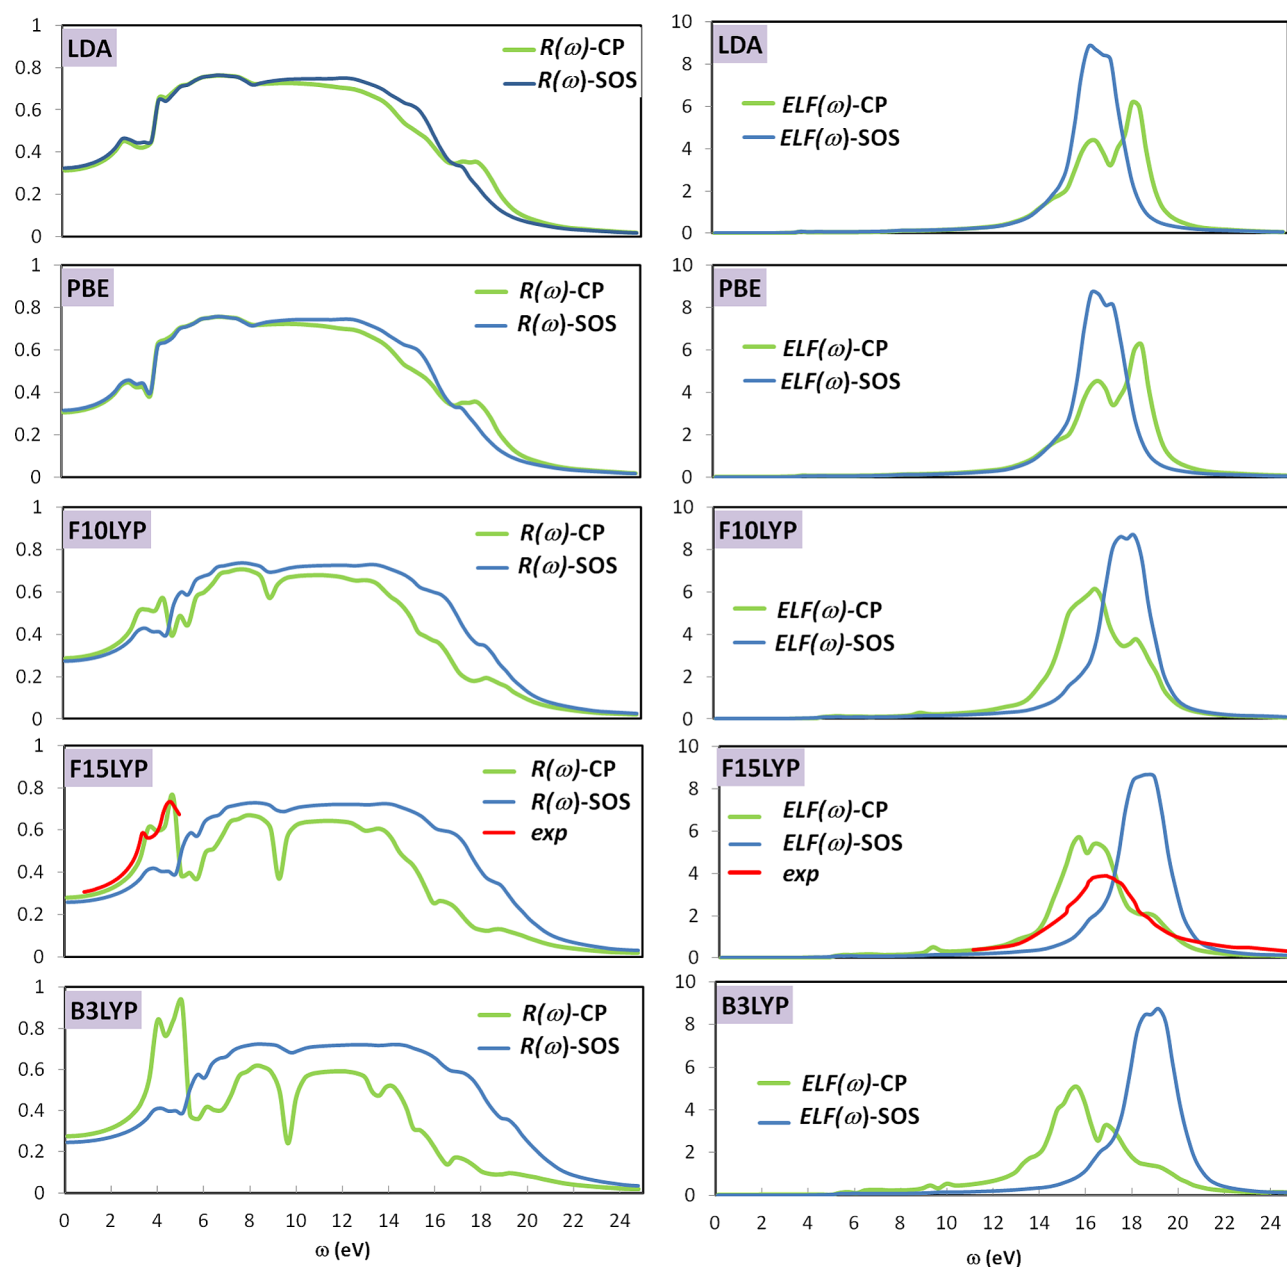 1
LDA
R(ω)-CP
R(ω)-SOS
0.8
0.6
0.4
0.2
0
10
LDA
ELF(ω)-CP
ELF(ω)-SOS
8
6
4
2
0
1
PBE
R(ω)-CP
R(ω)-SOS
0.8
0.6
0.4
0.2
0
10
PBE
ELF(ω)-CP
ELF(ω)-SOS
8
6
4
2
0
1
F10LYP
R(ω)-CP
R(ω)-SOS
0.8
0.6
0.4
0.2
0
10
F10LYP
ELF(ω)-CP
ELF(ω)-SOS
8
6
4
2
0
1
F15LYP
R(ω)-CP
R(ω)-SOS
exp
0.8
0.6
0.4
0.2
0
10
F15LYP
ELF(ω)-CP
ELF(ω)-SOS
exp
8
6
4
2
0
1
B3LYP
R(ω)-CP
R(ω)-SOS
0.8
0.6
0.4
0.2
0
0 2 4 6 8 10 12 14 16 18 20 22 24
ω (eV)
10
B3LYP
ELF(ω)-CP
ELF(ω)-SOS
8
6
4
2
0
0 2 4 6 8 10 12 14 16 18 20 22 24
ω (eV)